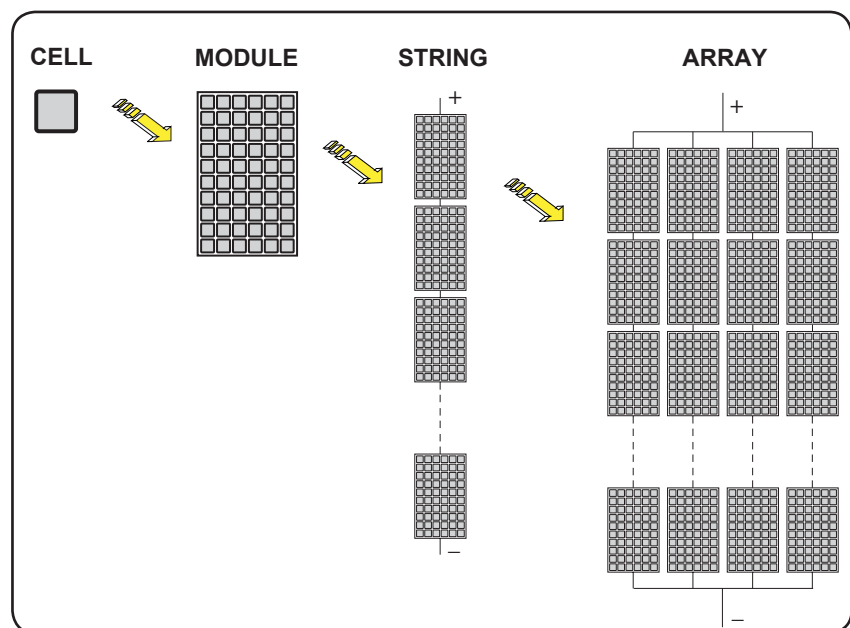 CELL
MODULE
STRING
ARRAY
+
+
–
–